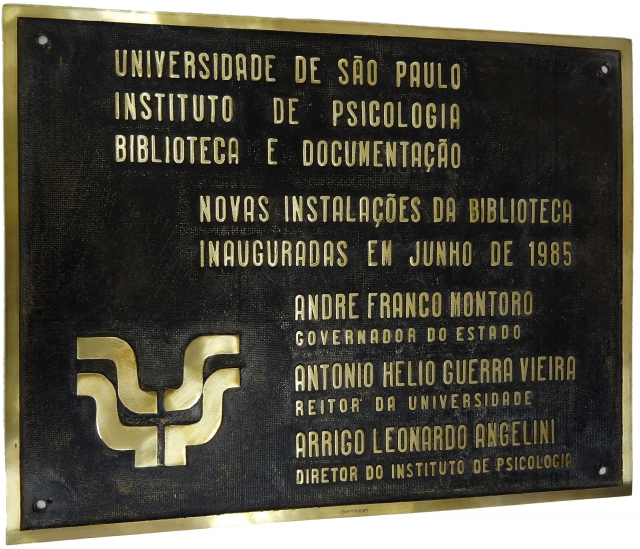 UNIVERSIDADE DE SÃO PAULO
INSTITUTO DE PSICOLOGIA
BIBLIOTECA E DOCUMENTAÇÃO
NOVAS INSTALAÇÕES DA BIBLIOTECA
INAUGURADAS EM JUNHO DE 1985
ANDRE FRANCO MONTORO
GOVERNADOR DO ESTADO
ANTONIO HELIO GUERRA VIEIRA
REITOR DA UNIVERSIDADE
ARRIGO LEONARDO ANGELINI
DIRETOR DO INSTITUTO DE PSICOLOGIA